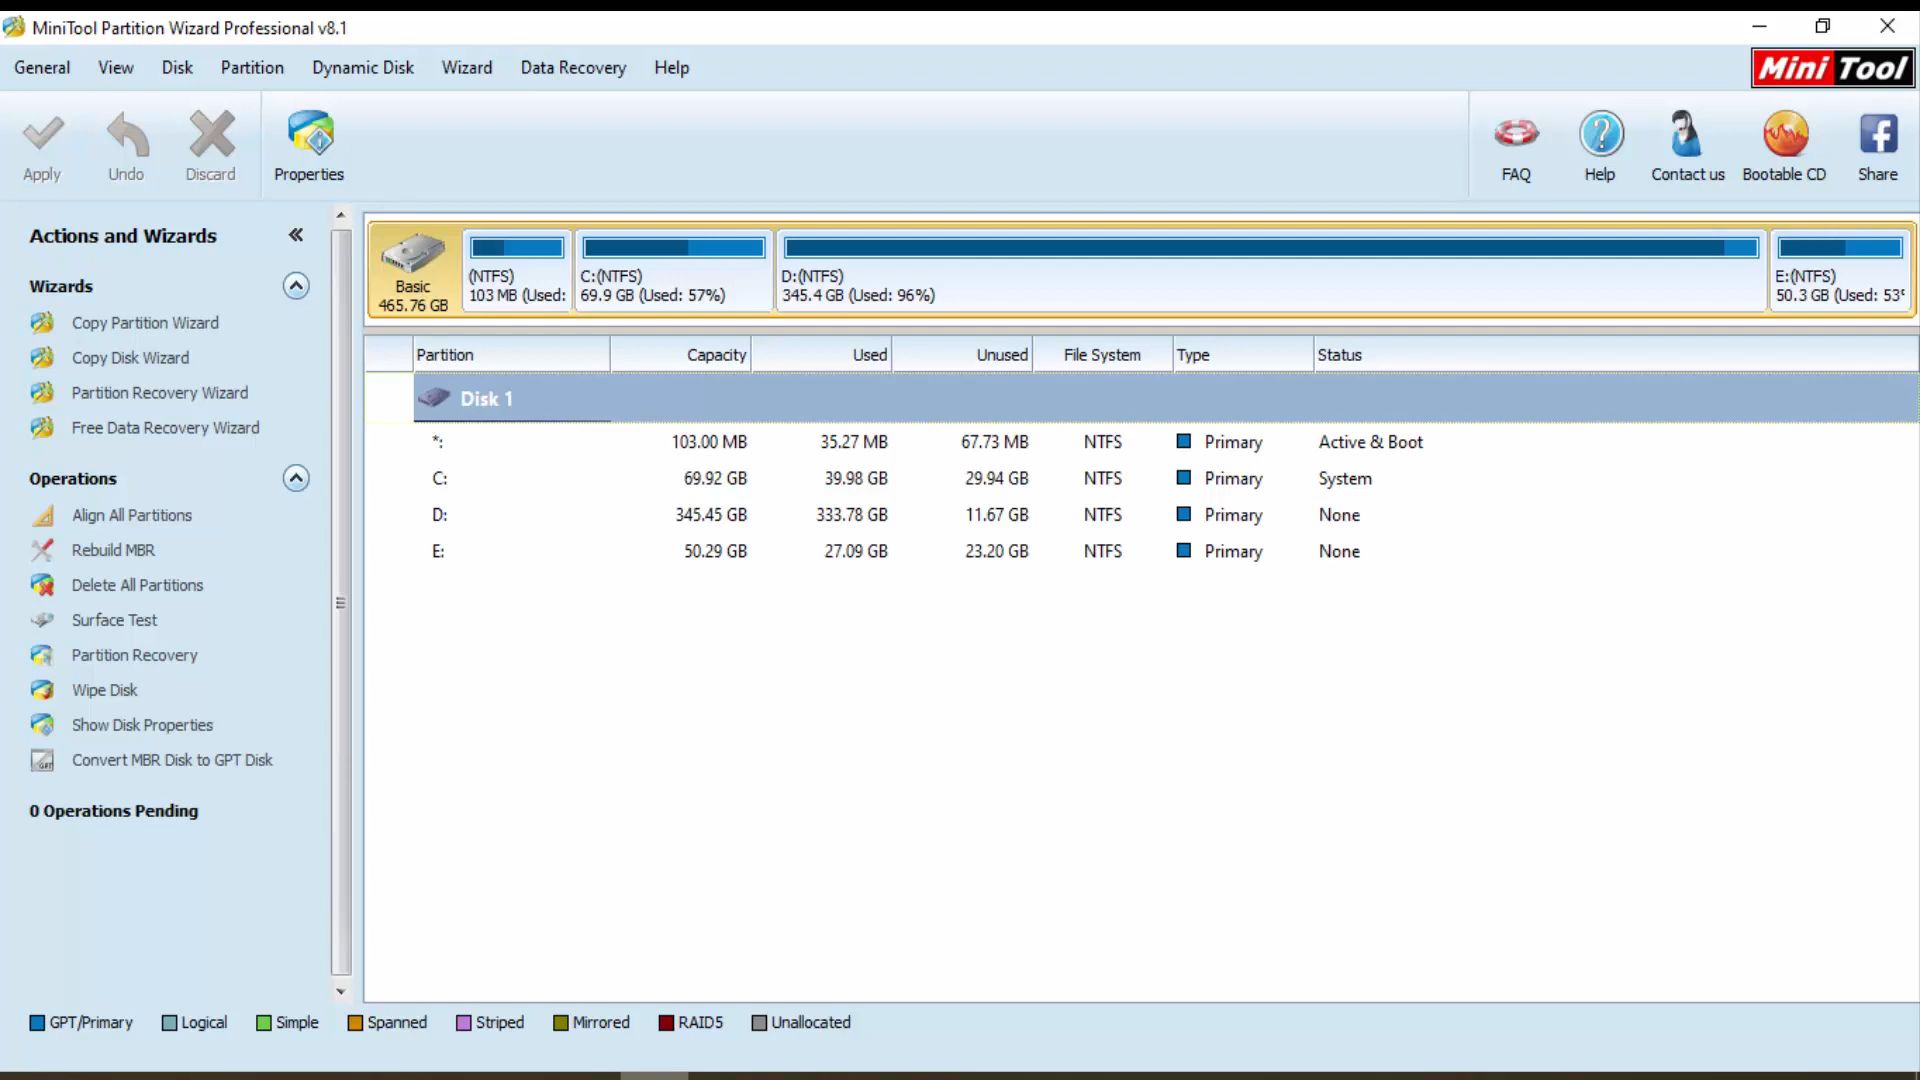 MiniTool Partition Wizard Professional v8.1
General View Disk Partition Dynamic Disk Wizard Data Recovery Help
Mini Tool
Apply Undo Discard Properties FAQ Help Contact us Bootable CD Share
Actions and Wizards
Wizards
Copy Partition Wizard
Copy Disk Wizard
Partition Recovery Wizard
Free Data Recovery Wizard
Operations
Align All Partitions
Rebuild MBR
Delete All Partitions
Surface Test
Partition Recovery
Wipe Disk
Show Disk Properties
Convert MBR Disk to GPT Disk
0 Operations Pending
Basic
465.76 GB
(NTFS)
103 MB (Used:
C:(NTFS)
69.9 GB (Used: 57%)
D:(NTFS)
345.4 GB (Used: 96%)
E:(NTFS)
50.3 GB (Used: 53
Partition Capacity Used Unused File System Type Status
Disk 1
*: 103.00 MB 35.27 MB 67.73 MB NTFS Primary Active & Boot
C: 69.92 GB 39.98 GB 29.94 GB NTFS Primary System
D: 345.45 GB 333.78 GB 11.67 GB NTFS Primary None
E: 50.29 GB 27.09 GB 23.20 GB NTFS Primary None
GPT/Primary Logical Simple Spanned Striped Mirrored RAID5 Unallocated